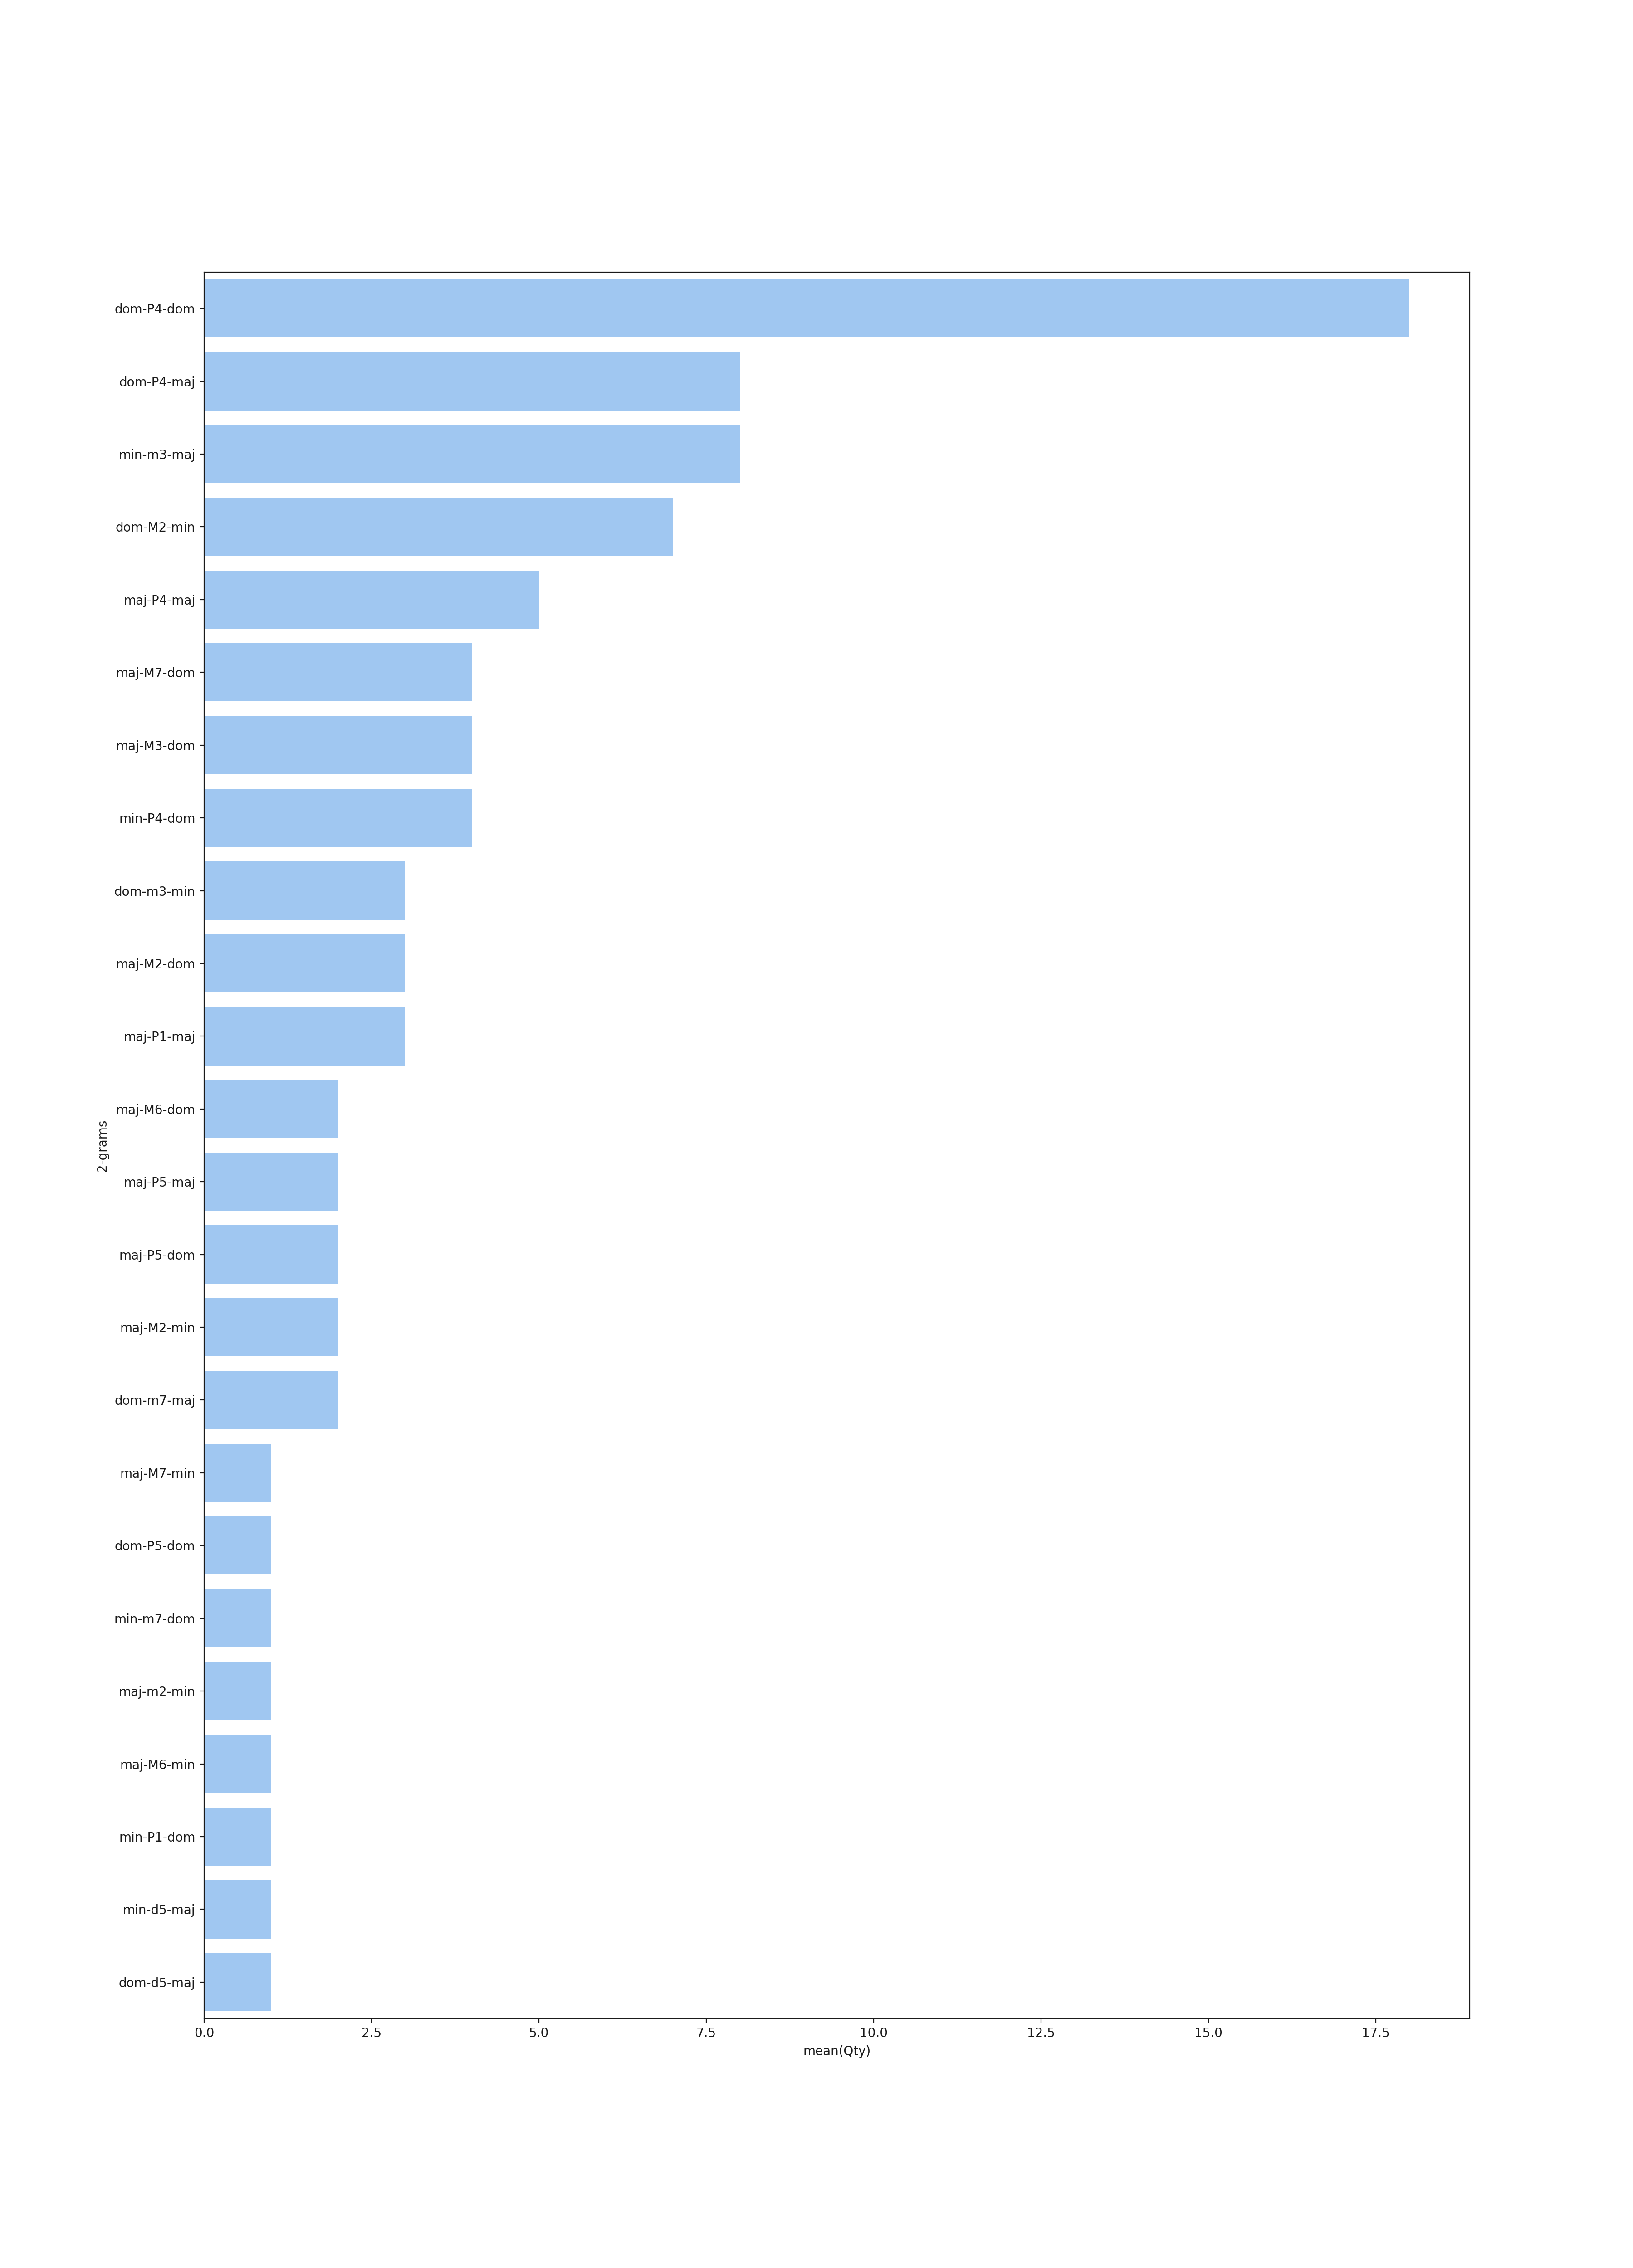 dom-P4-dom
dom-P4-maj
min-m3-maj
dom-M2-min
maj-P4-maj
maj-M7-dom
maj-M3-dom
min-P4-dom
dom-m3-min
maj-M2-dom
maj-P1-maj
maj-M6-dom
2-grams
maj-P5-maj
maj-P5-dom
maj-M2-min
dom-m7-maj
maj-M7-min
dom-P5-dom
min-m7-dom
maj-m2-min
maj-M6-min
min-P1-dom
min-d5-maj
dom-d5-maj
0.0 2.5 5.0 7.5 10.0 12.5 15.0 17.5
mean(Qty)